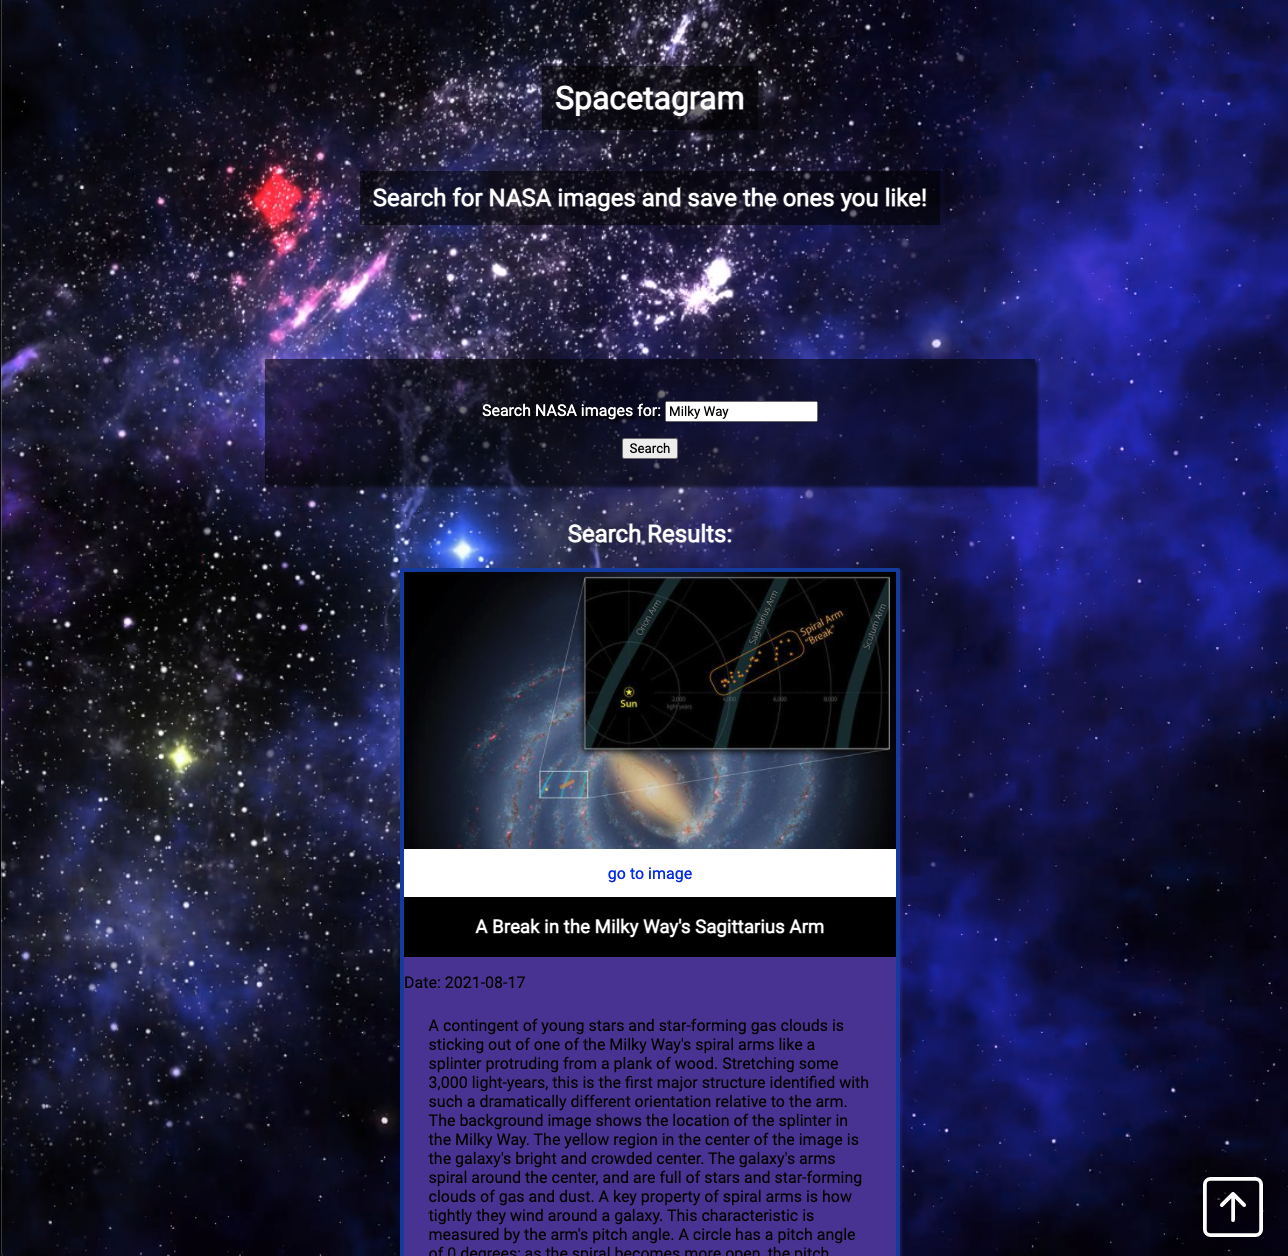 Spacetagram
Search for NASA images and save the ones you like!
Search NASA images for: Milky Way
Search
Search Results:
Orion Arm
Sagittarius Arm
Scutum Arm
Spiral Arm
"Break"
Sun
go to image
A Break in the Milky Way's Sagittarius Arm
Date: 2021-08-17
A contingent of young stars and star-forming gas clouds is
sticking out of one of the Milky Way's spiral arms like a
splinter protruding from a plank of wood. Stretching some
3,000 light-years, this is the first major structure identified with
such a dramatically different orientation relative to the arm.
The background image shows the location of the splinter in
the Milky Way. The yellow region in the center of the image is
the galaxy's bright and crowded center. The galaxy's arms
spiral around the center, and are full of stars and star-forming
clouds of gas and dust. A key property of spiral arms is how
tightly they wind around a galaxy. This characteristic is
measured by the arm's pitch angle. A circle has a pitch angle
of 0 degrees; as the spiral becomes more open, the pitch